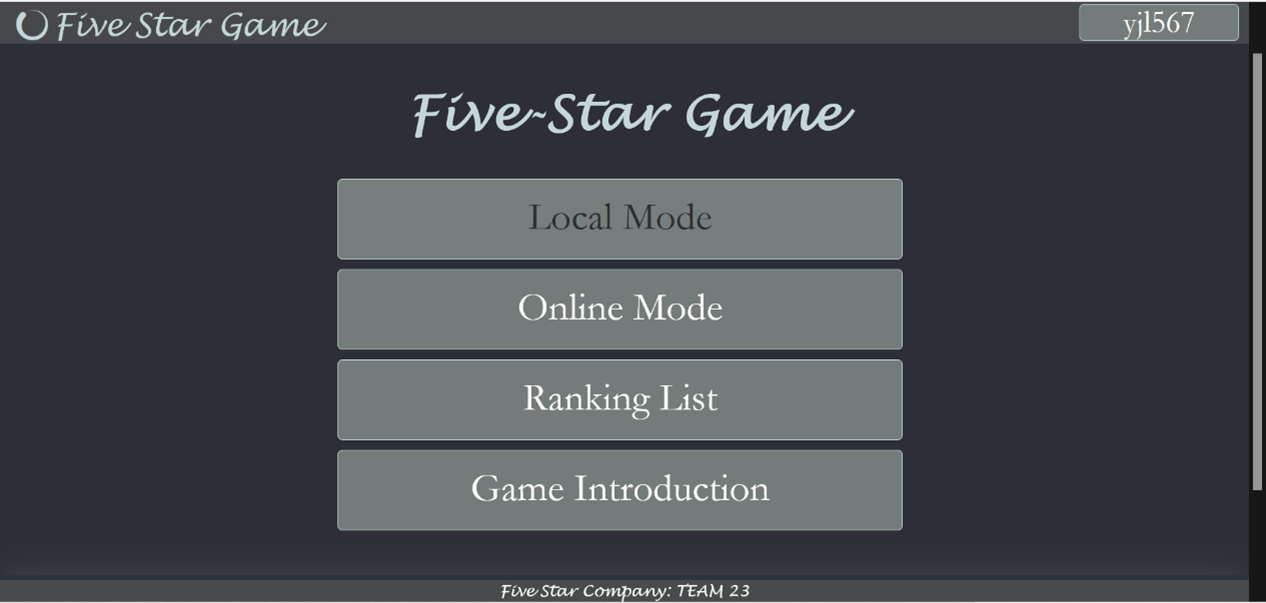 Five Star Game
yjl567
Five-Star Game
Local Mode
Online Mode
Ranking List
Game Introduction
Five Star Company: TEAM 23